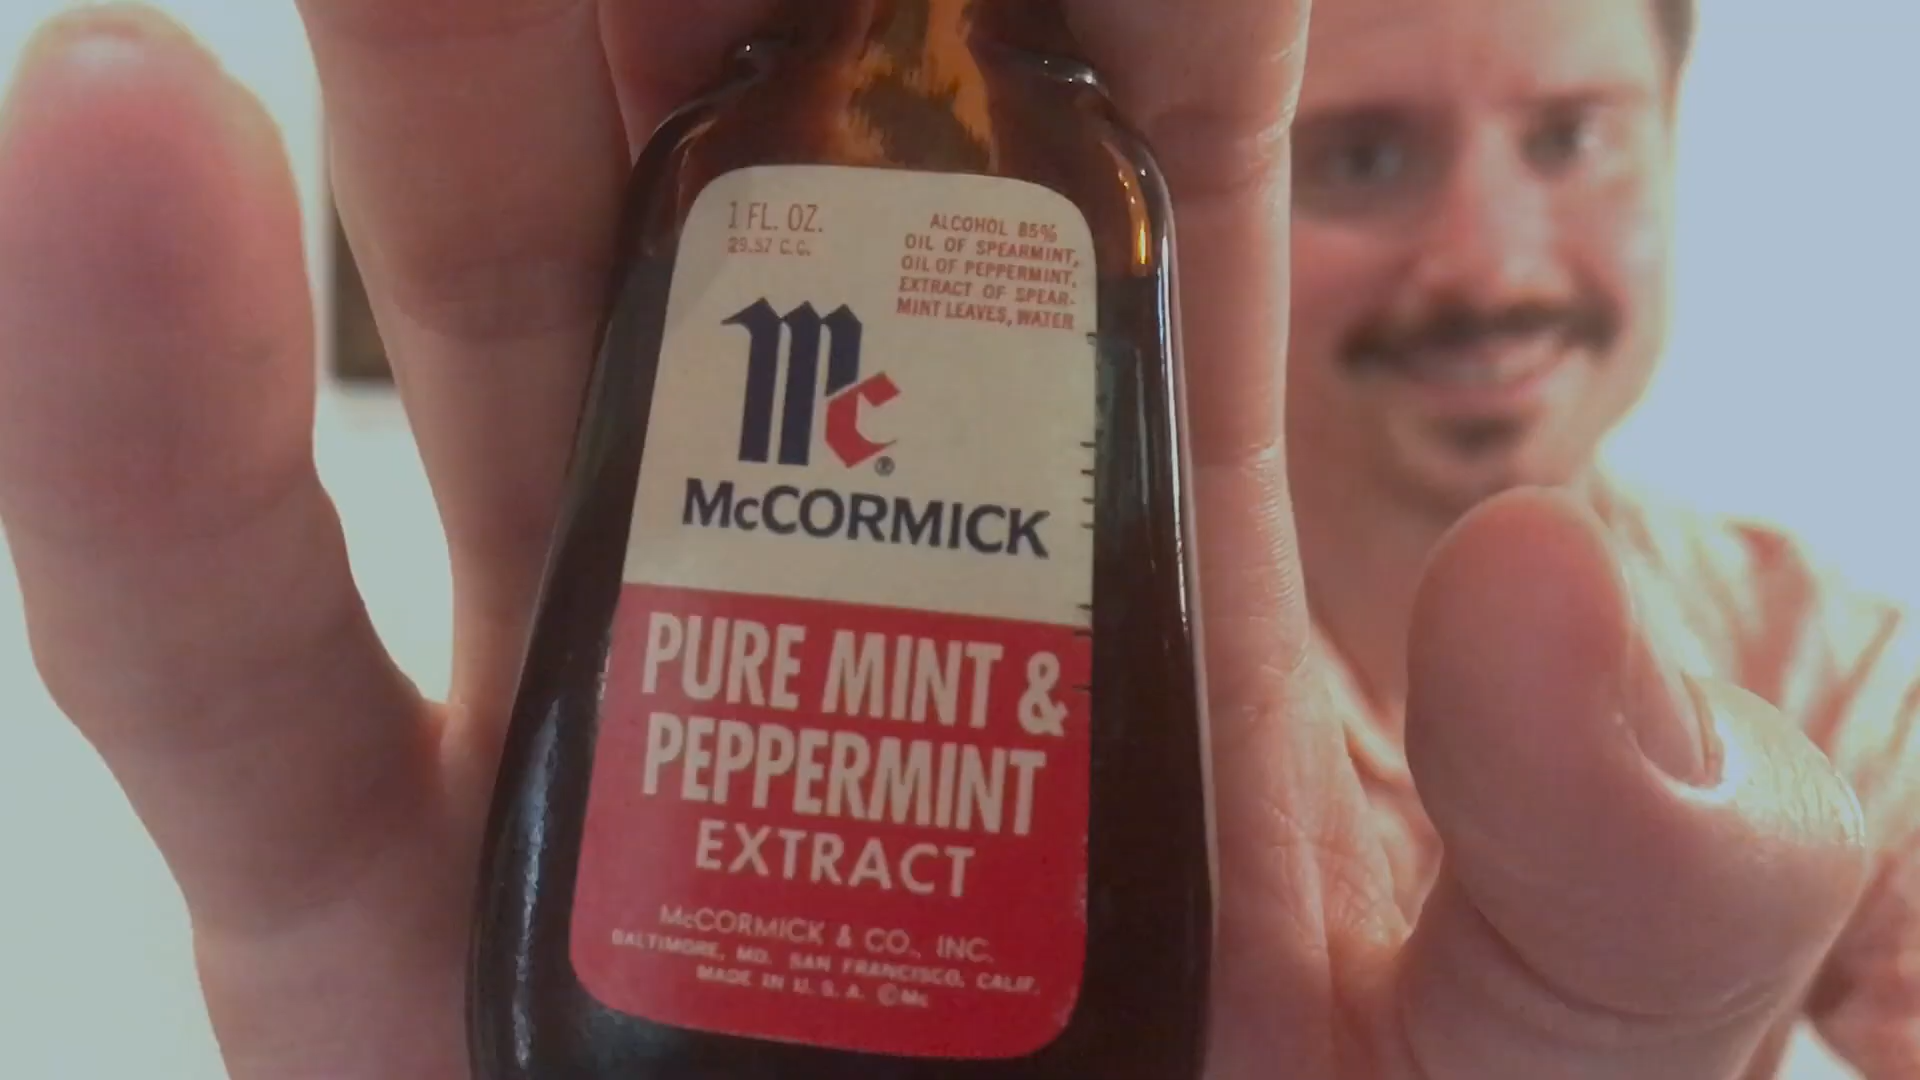 1 FL. OZ.
29.57 C.C.
ALCOHOL 85%
OIL OF SPEARMINT,
OIL OF PEPPERMINT,
EXTRACT OF SPEAR-
MINT LEAVES, WATER
Mc®
McCORMICK
PURE MINT &
PEPPERMINT
EXTRACT
McCORMICK & CO., INC.
BALTIMORE, MD. SAN FRANCISCO, CALIF.
MADE IN U. S. A. ©Mc